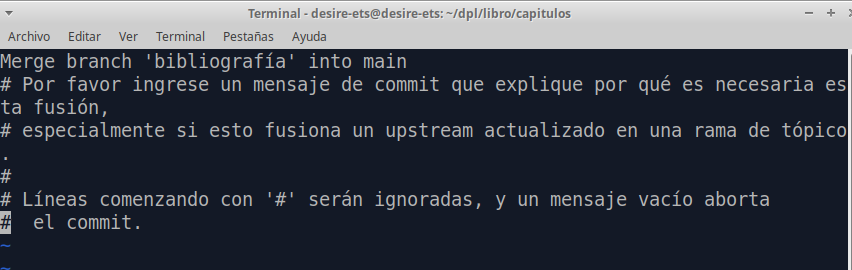 Terminal - desire-ets@desire-ets: ~/dpl/libro/capitulos
Archivo Editar Ver Terminal Pestañas Ayuda
Merge branch 'bibliografía' into main
# Por favor ingrese un mensaje de commit que explique por qué es necesaria es
ta fusión,
# especialmente si esto fusiona un upstream actualizado en una rama de tópico
.
#
# Líneas comenzando con '#' serán ignoradas, y un mensaje vacío aborta
#  el commit.
~
~